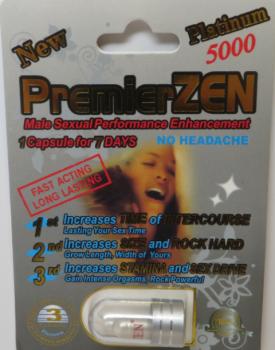 New
Platinum
5000
PremierZEN
Male Sexual Performance Enhancement
1 Capsule for 7 DAYS
NO HEADACHE
FAST ACTING
LONG LASTING
1st Increases TIME of INTERCOURSE
Lasting Your Sex Time
2nd Increases SIZE and ROCK HARD
Grow Length, Width of Yours
3rd Increases STAMINA and SEX DRIVE
Gain Intense Orgasms, Rock Powerful
3